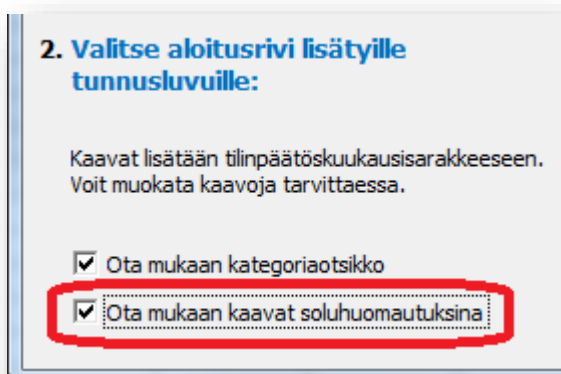 2. Valitse aloitusrivi lisätyille
tunnusluvuille:
Kaavat lisätään tilinpäätöskuukausisarakkeeseen.
Voit muokata kaavoja tarvittaessa.
Ota mukaan kategoriaotsikko
Ota mukaan kaavat soluhuomautuksina